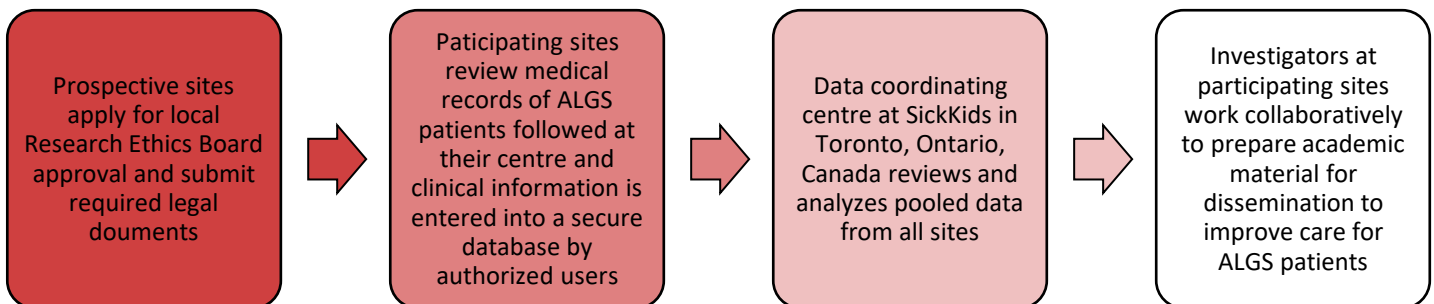 Prospective sites
apply for local
Research Ethics Board
approval and submit
required legal
douments
Paticipating sites
review medical
records of ALGS
patients followed at
their centre and
clinical information is
entered into a secure
database by
authorized users
Data coordinating
centre at SickKids in
Toronto, Ontario,
Canada reviews and
analyzes pooled data
from all sites
Investigators at
participating sites
work collaboratively
to prepare academic
material for
dissemination to
improve care for
ALGS patients